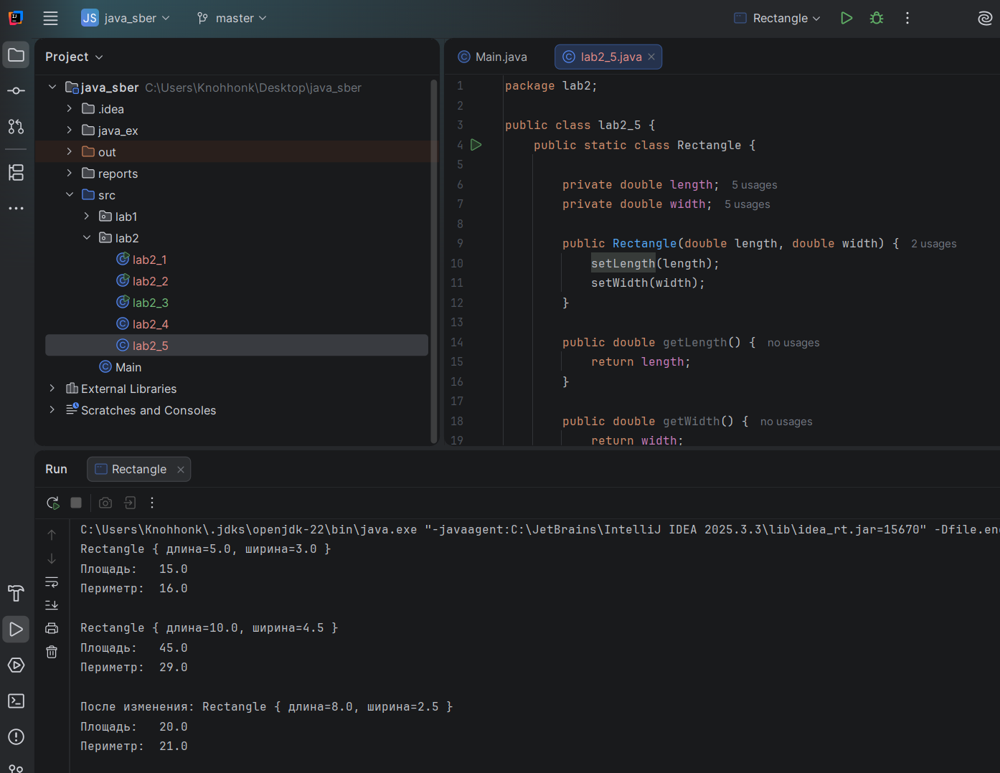 JS java_sber master Rectangle
Project
Main.java lab2_5.java
java_sber C:\Users\Knohhonk\Desktop\java_sber
.idea
java_ex
out
reports
src
lab1
lab2
lab2_1
lab2_2
lab2_3
lab2_4
lab2_5
Main
External Libraries
Scratches and Consoles
1 package lab2;
2
3 public class lab2_5 {
4 public static class Rectangle {
5
6 private double length; 5 usages
7 private double width; 5 usages
8
9 public Rectangle(double length, double width) { 2 usages
10 setLength(length);
11 setWidth(width);
12 }
13
14 public double getLength() { no usages
15 return length;
16 }
17
18 public double getWidth() { no usages
19 return width;
Run Rectangle
C:\Users\Knohhonk\.jdks\openjdk-22\bin\java.exe "-javaagent:C:\JetBrains\IntelliJ IDEA 2025.3.3\lib\idea_rt.jar=15670" -Dfile.en
Rectangle { длина=5.0, ширина=3.0 }
Площадь: 15.0
Периметр: 16.0
Rectangle { длина=10.0, ширина=4.5 }
Площадь: 45.0
Периметр: 29.0
После изменения: Rectangle { длина=8.0, ширина=2.5 }
Площадь: 20.0
Периметр: 21.0